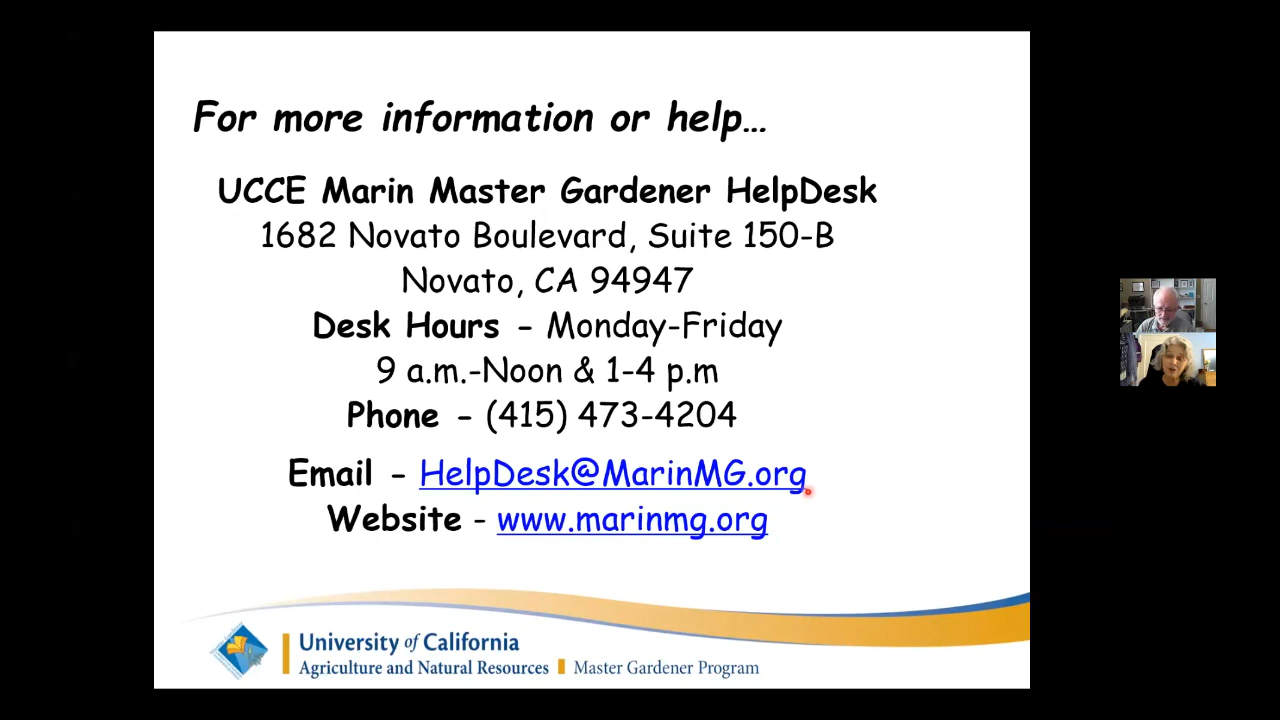 For more information or help…
UCCE Marin Master Gardener HelpDesk
1682 Novato Boulevard, Suite 150-B
Novato, CA 94947
Desk Hours - Monday-Friday
9 a.m.-Noon & 1-4 p.m
Phone - (415) 473-4204
Email - HelpDesk@MarinMG.org
Website - www.marinmg.org
University of California
Agriculture and Natural Resources Master Gardener Program